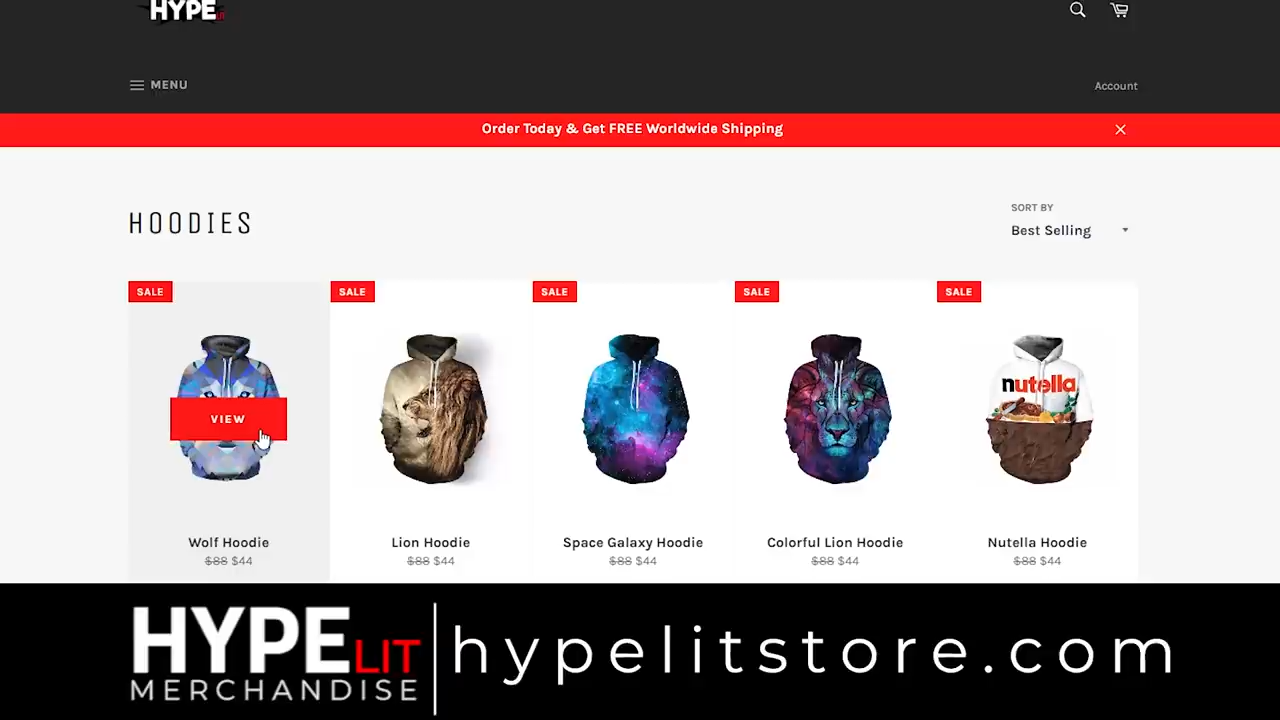 HYPE LIT
MENU
Account
Order Today & Get FREE Worldwide Shipping
HOODIES
SORT BY
Best Selling
SALE SALE SALE SALE SALE
VIEW
nutella
Wolf Hoodie Lion Hoodie Space Galaxy Hoodie Colorful Lion Hoodie Nutella Hoodie
$88 $44 $88 $44 $88 $44 $88 $44 $88 $44
HYPE LIT
MERCHANDISE
hypelitstore.com